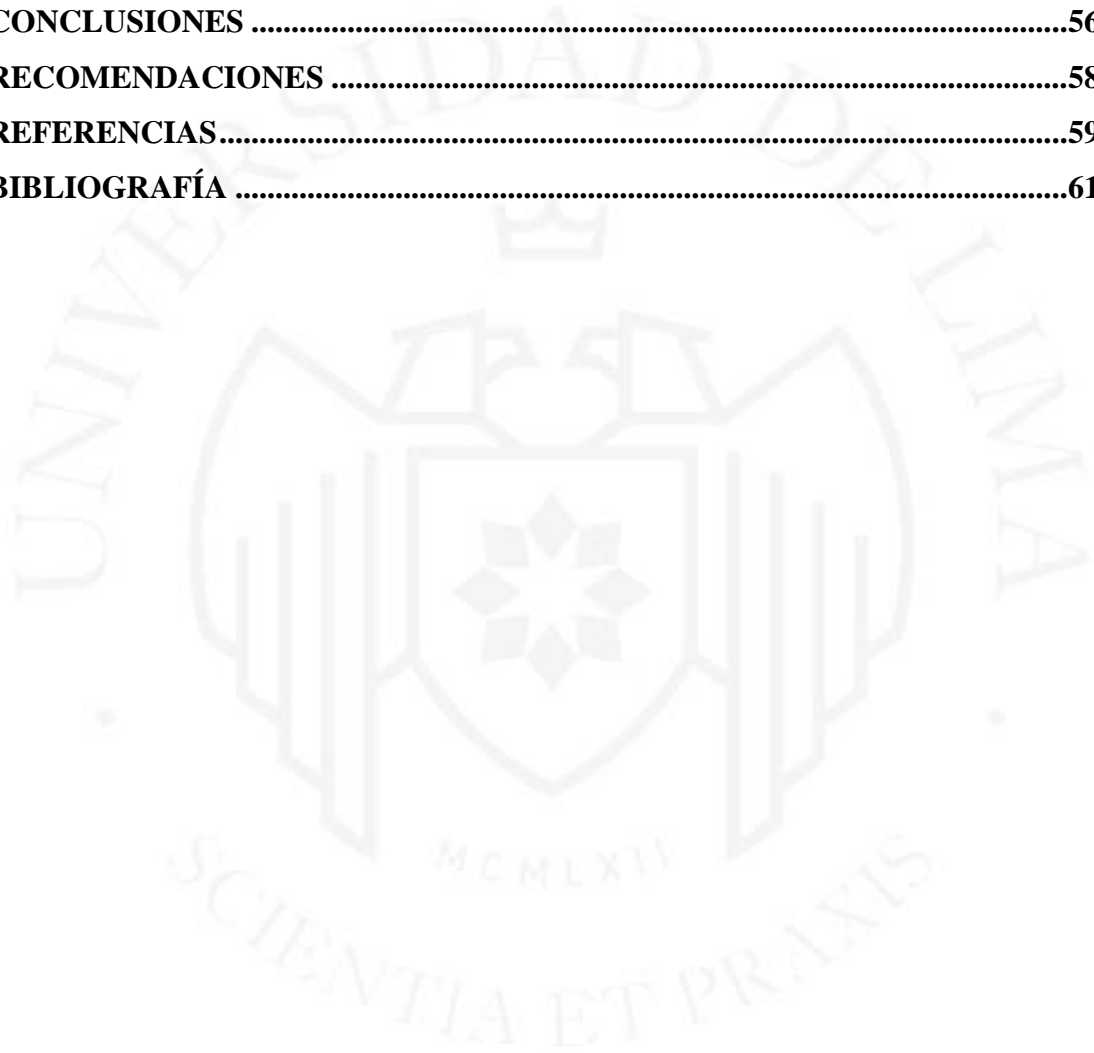 CONCLUSIONES ..................................................................................56
RECOMENDACIONES .........................................................................58
REFERENCIAS.......................................................................................59
BIBLIOGRAFÍA ....................................................................................61
UNIVERSIDAD DE LIMA
MCMLXII
SCIENTIA ET PRAXIS